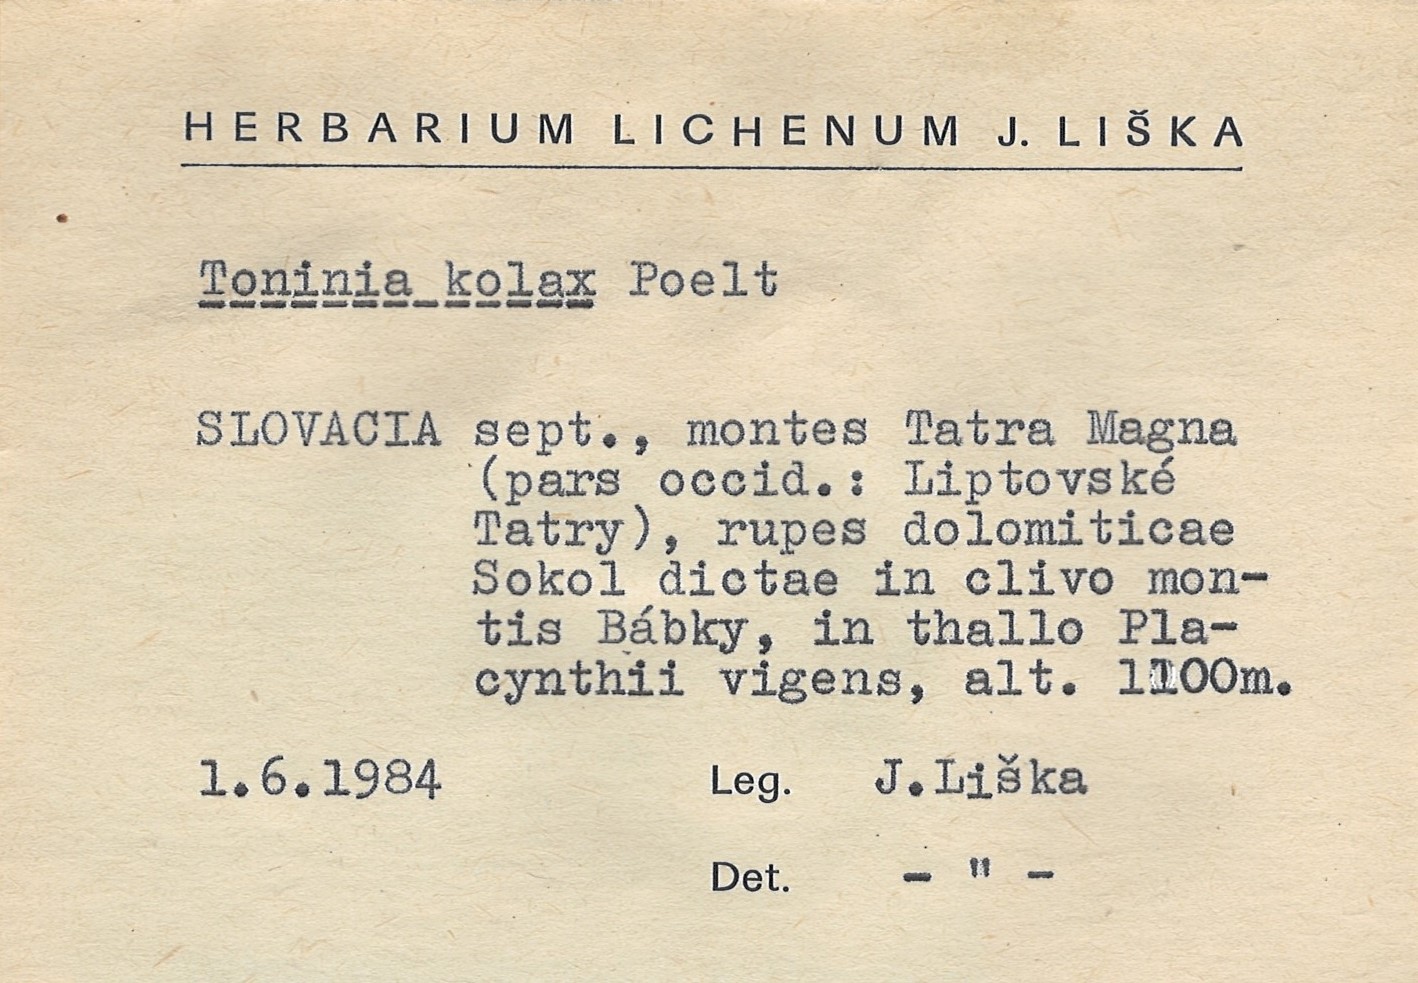 HERBARIUM LICHENUM J. LIŠKA
Toninia kolax Poelt
SLOVACIA sept., montes Tatra Magna
(pars occid.: Liptovské
Tatry), rupes dolomiticae
Sokol dictae in clivo mon-
tis Bábky, in thallo Pla-
cynthii vigens, alt. 1100m.
1.6.1984 Leg. J.Liška
Det. - " -